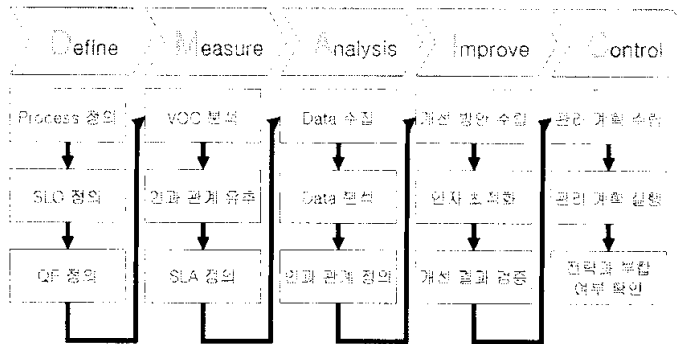 Define
Measure
Analysis
Improve
Control
Process 정의
SLO 정의
QF 정의
VOC 분석
인과 관계 유추
SLA 정의
Data 수집
Data 분석
인과 관계 정의
개선 방안 수립
인자 최적화
개선 결과 검증
관리 계획 수립
관리 계획 실행
전략과 부합
여부 확인